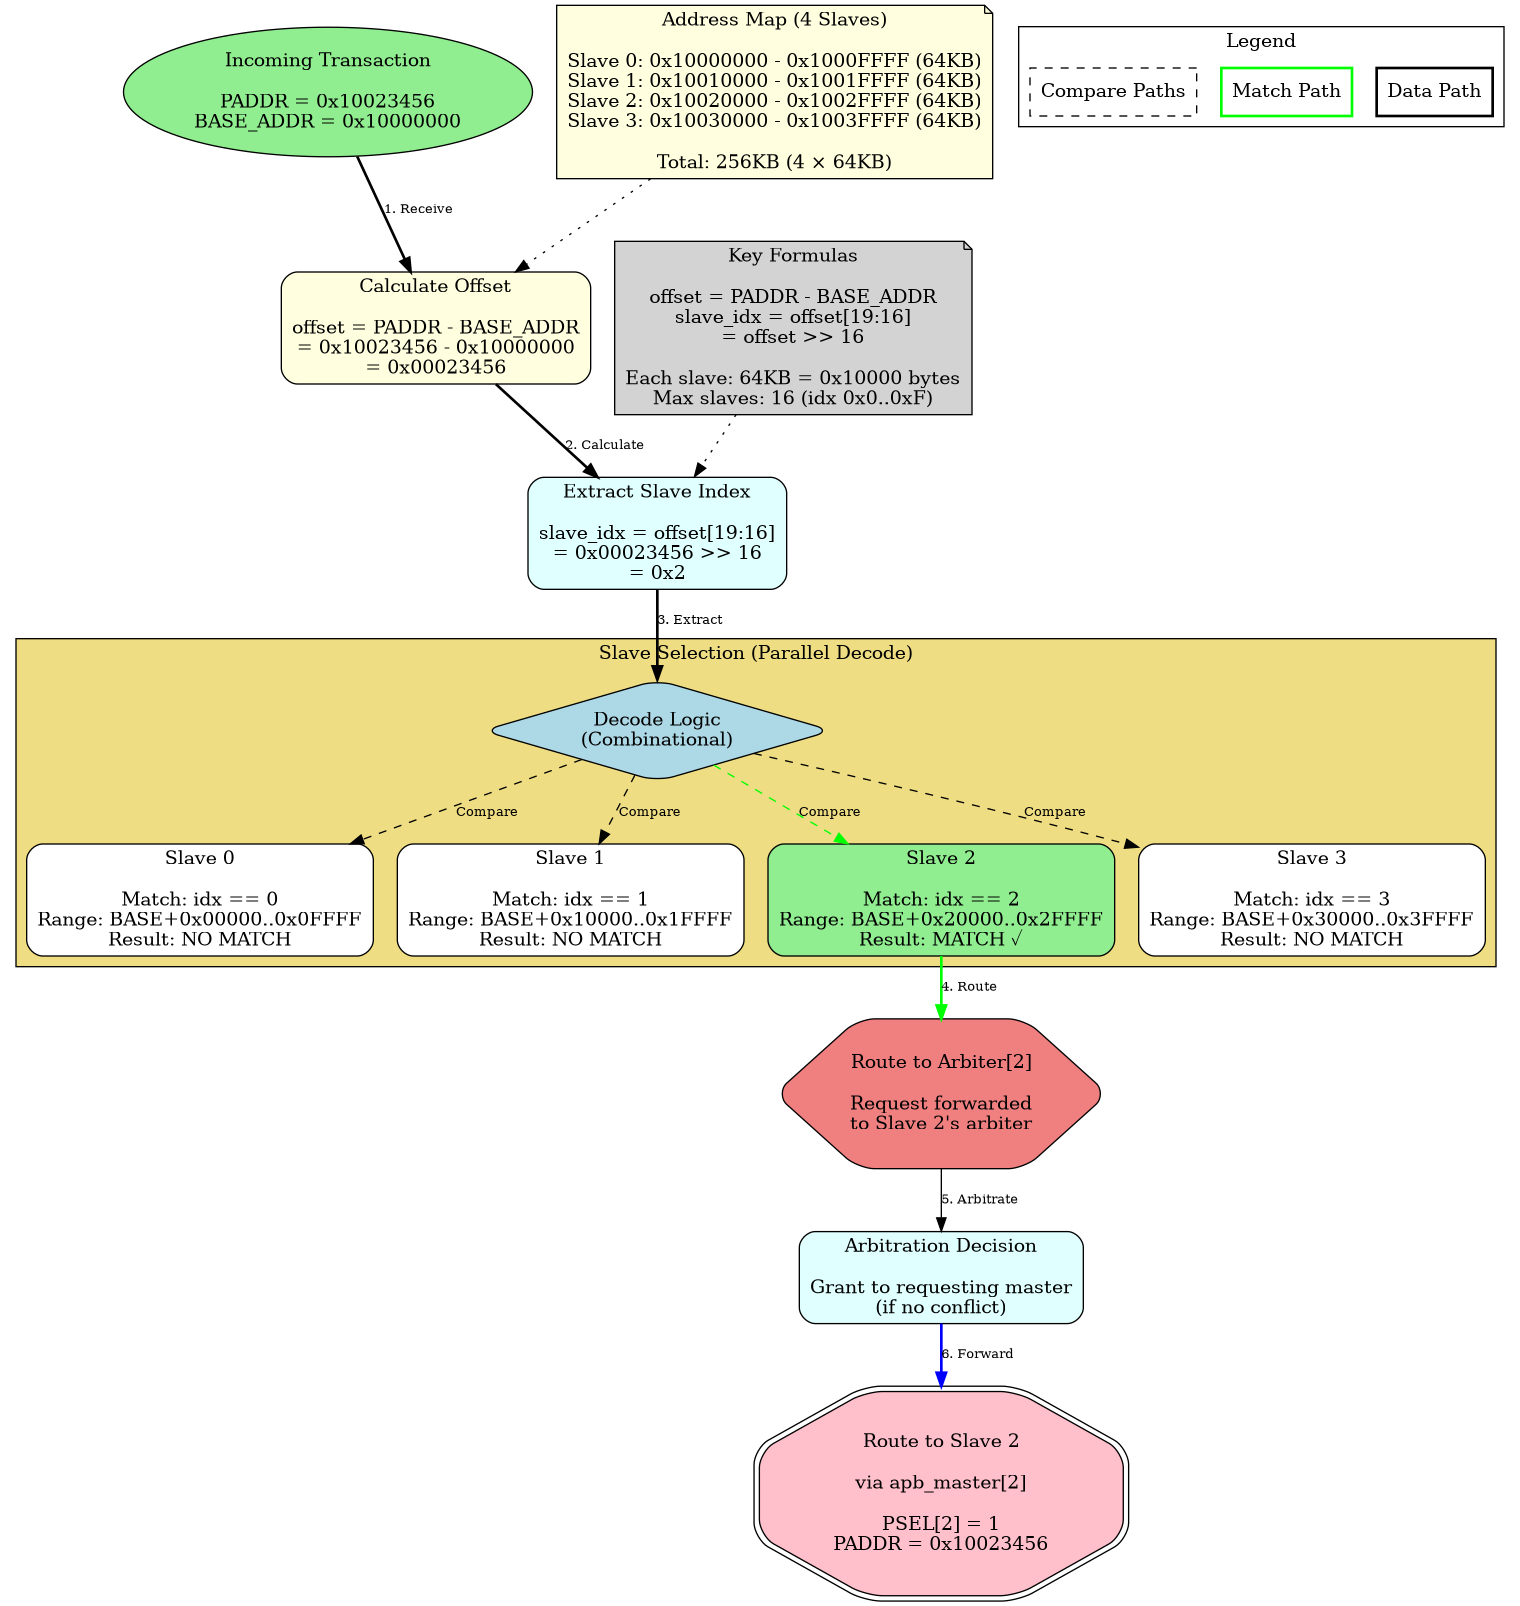 Incoming Transaction
PADDR = 0x10023456
BASE_ADDR = 0x10000000
Address Map (4 Slaves)
Slave 0: 0x10000000 - 0x1000FFFF (64KB)
Slave 1: 0x10010000 - 0x1001FFFF (64KB)
Slave 2: 0x10020000 - 0x1002FFFF (64KB)
Slave 3: 0x10030000 - 0x1003FFFF (64KB)
Total: 256KB (4 × 64KB)
Legend
Compare Paths
Match Path
Data Path
1. Receive
Calculate Offset
offset = PADDR - BASE_ADDR
= 0x10023456 - 0x10000000
= 0x00023456
Key Formulas
offset = PADDR - BASE_ADDR
slave_idx = offset[19:16]
= offset >> 16
Each slave: 64KB = 0x10000 bytes
Max slaves: 16 (idx 0x0..0xF)
2. Calculate
Extract Slave Index
slave_idx = offset[19:16]
= 0x00023456 >> 16
= 0x2
3. Extract
Slave Selection (Parallel Decode)
Decode Logic
(Combinational)
Compare
Compare
Compare
Compare
Slave 0
Match: idx == 0
Range: BASE+0x00000..0x0FFFF
Result: NO MATCH
Slave 1
Match: idx == 1
Range: BASE+0x10000..0x1FFFF
Result: NO MATCH
Slave 2
Match: idx == 2
Range: BASE+0x20000..0x2FFFF
Result: MATCH ✓
Slave 3
Match: idx == 3
Range: BASE+0x30000..0x3FFFF
Result: NO MATCH
4. Route
Route to Arbiter[2]
Request forwarded
to Slave 2's arbiter
5. Arbitrate
Arbitration Decision
Grant to requesting master
(if no conflict)
6. Forward
Route to Slave 2
via apb_master[2]
PSEL[2] = 1
PADDR = 0x10023456